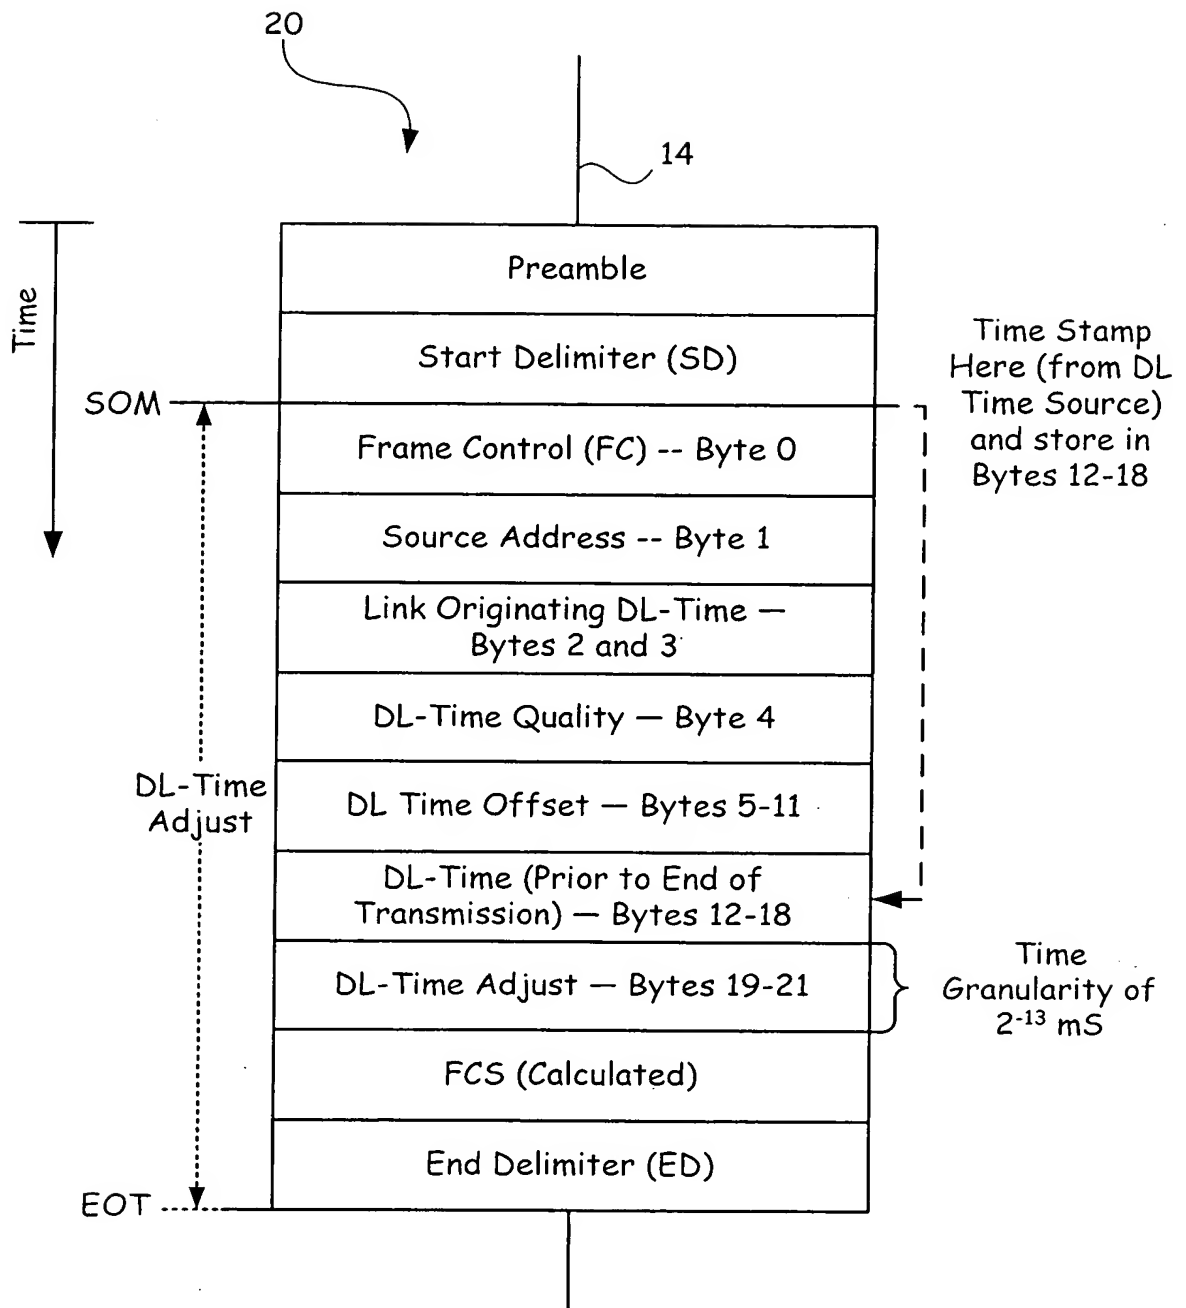 20
14
Preamble
Time
Start Delimiter (SD)
Time Stamp
Here (from DL
Time Source)
and store in
Bytes 12-18
SOM
Frame Control (FC) -- Byte 0
Source Address -- Byte 1
Link Originating DL-Time —
Bytes 2 and 3
DL-Time Quality — Byte 4
DL-Time
Adjust
DL Time Offset — Bytes 5-11
DL-Time (Prior to End of
Transmission) — Bytes 12-18
DL-Time Adjust — Bytes 19-21
Time
Granularity of
2⁻¹³ mS
FCS (Calculated)
End Delimiter (ED)
EOT